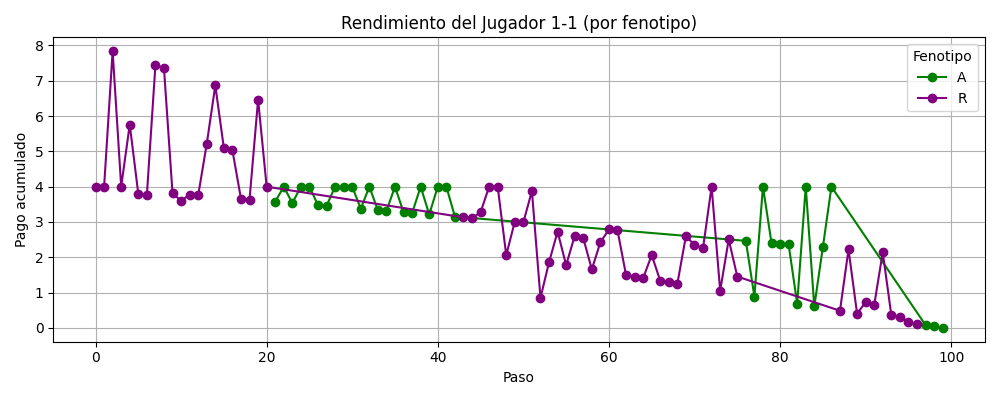 Rendimiento del Jugador 1-1 (por fenotipo)
Pago acumulado
8
7
6
5
4
3
2
1
0
Fenotipo
A
R
0 20 40 60 80 100
Paso